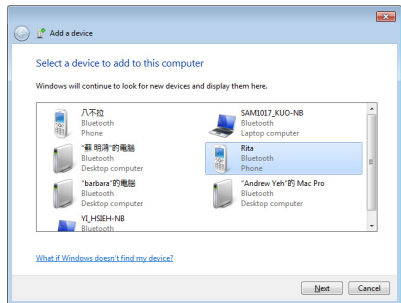 Add a device
Select a device to add to this computer
Windows will continue to look for new devices and display them here.
八不拉
Bluetooth
Phone
SAM1017_KUO-NB
Bluetooth
Laptop computer
"蘇 明清"的電腦
Bluetooth
Desktop computer
Rita
Bluetooth
Phone
"barbara"的電腦
Bluetooth
Desktop computer
"Andrew Yeh"的 Mac Pro
Bluetooth
Desktop computer
YI_HSIEH-NB
Bluetooth
What if Windows doesn't find my device?
Next
Cancel